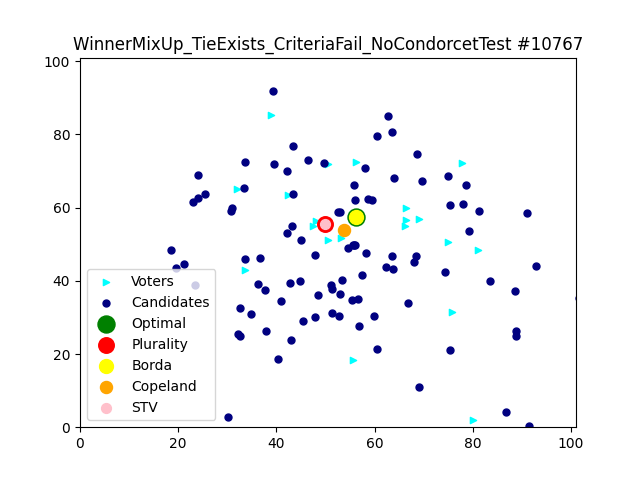 WinnerMixUp_TieExists_CriteriaFail_NoCondorcetTest #10767
100
80
60
40
20
0
Voters
Candidates
Optimal
Plurality
Borda
Copeland
STV
0 20 40 60 80 100